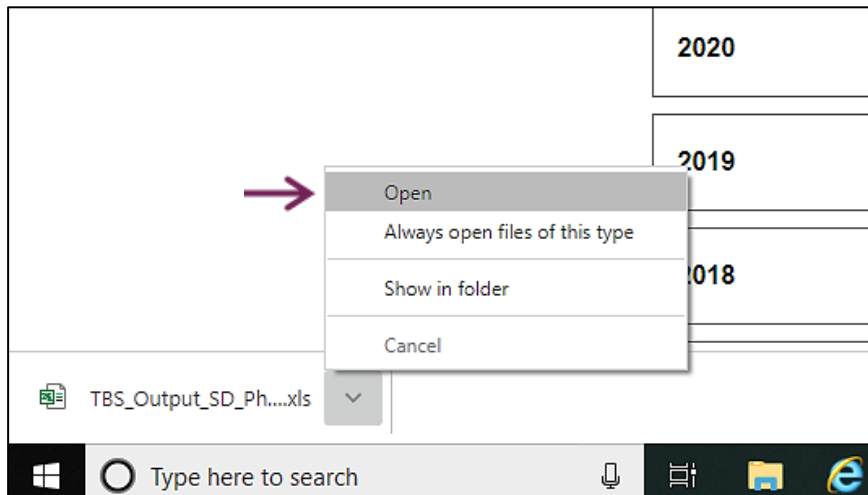 2020
2019
Open
Always open files of this type
2018
Show in folder
Cancel
TBS_Output_SD_Ph....xls
Type here to search